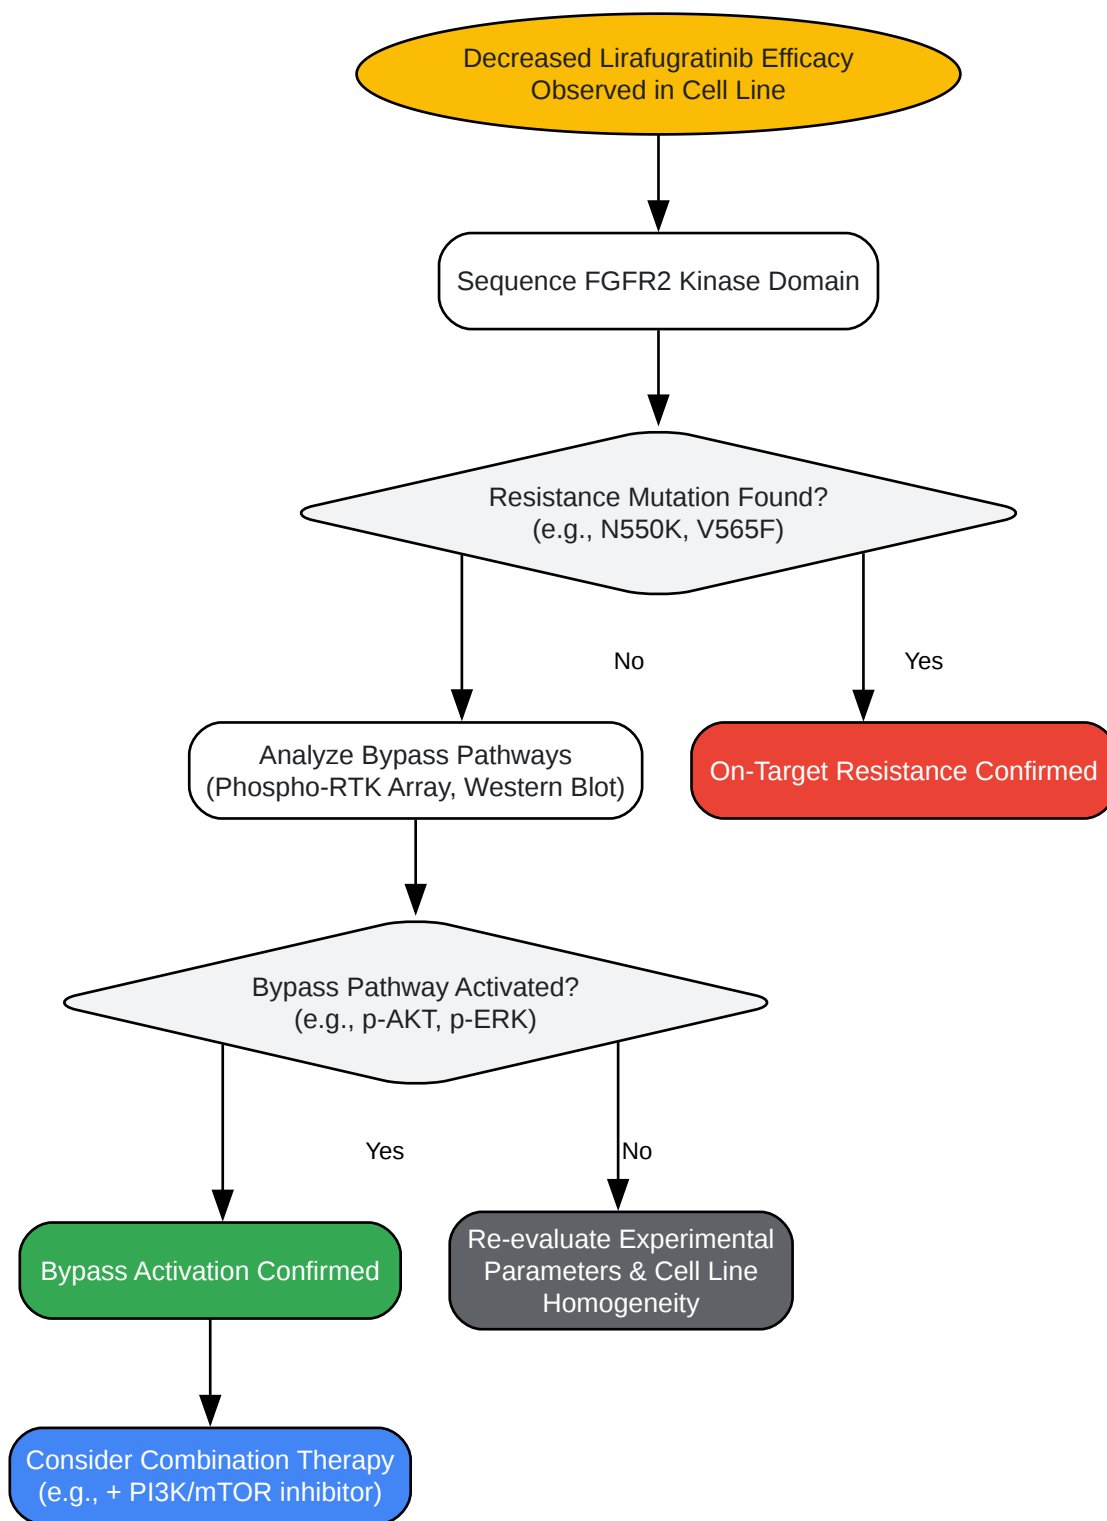 Decreased Lirafugratinib Efficacy
Observed in Cell Line
Sequence FGFR2 Kinase Domain
Resistance Mutation Found?
(e.g., N550K, V565F)
No
Yes
Analyze Bypass Pathways
(Phospho-RTK Array, Western Blot)
On-Target Resistance Confirmed
Bypass Pathway Activated?
(e.g., p-AKT, p-ERK)
Yes
No
Bypass Activation Confirmed
Re-evaluate Experimental
Parameters & Cell Line
Homogeneity
Consider Combination Therapy
(e.g., + PI3K/mTOR inhibitor)